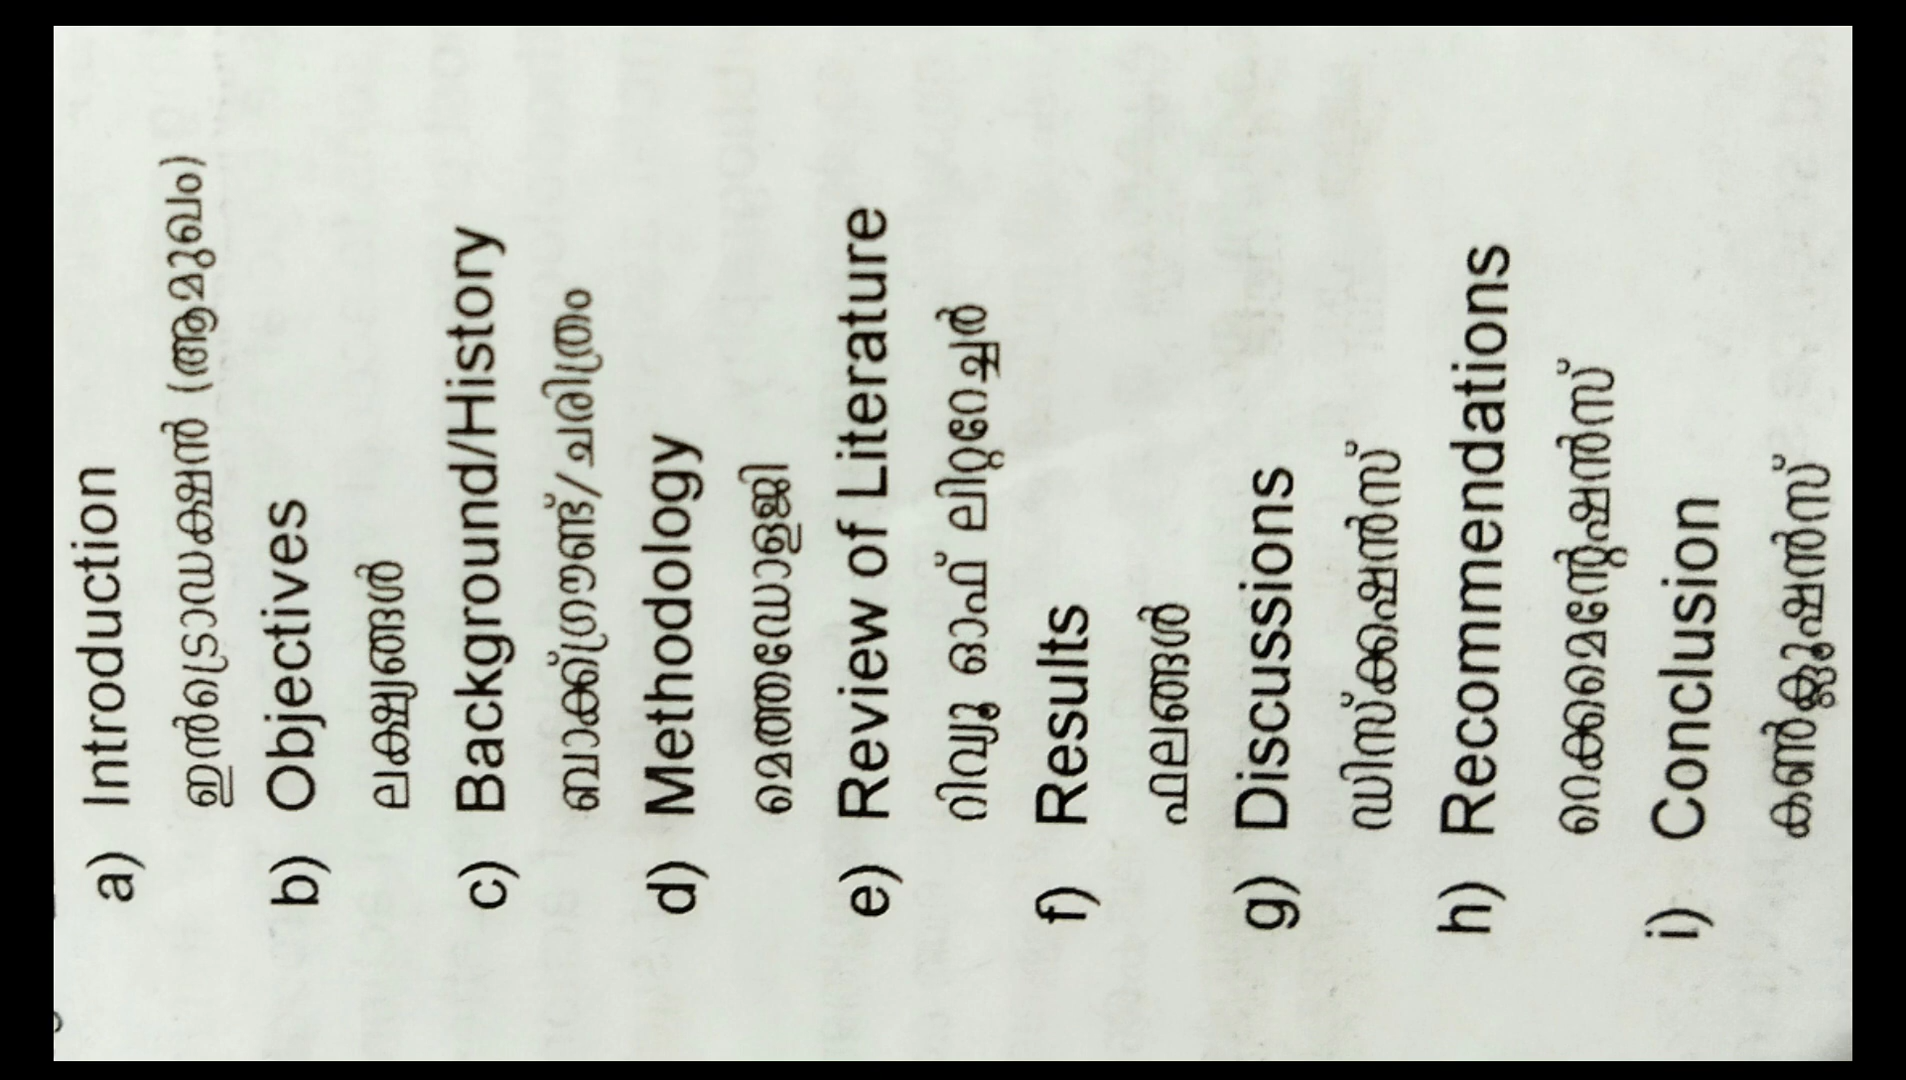 a) Introduction
ഇൻട്രൊഡക്ഷൻ (ആമുഖം)
b) Objectives
ലക്ഷ്യങ്ങൾ
c) Background/History
ബാക്ക്ഗ്രൗണ്ട്/ചരിത്രം
d) Methodology
മെത്തഡോളജി
e) Review of Literature
റിവ്യു ഓഫ് ലിറ്ററേച്ചർ
f) Results
ഫലങ്ങൾ
g) Discussions
ഡിസ്ക്കഷൻസ്
h) Recommendations
റെക്കമെന്റേഷൻസ്
i) Conclusion
കൺക്ലൂഷൻസ്